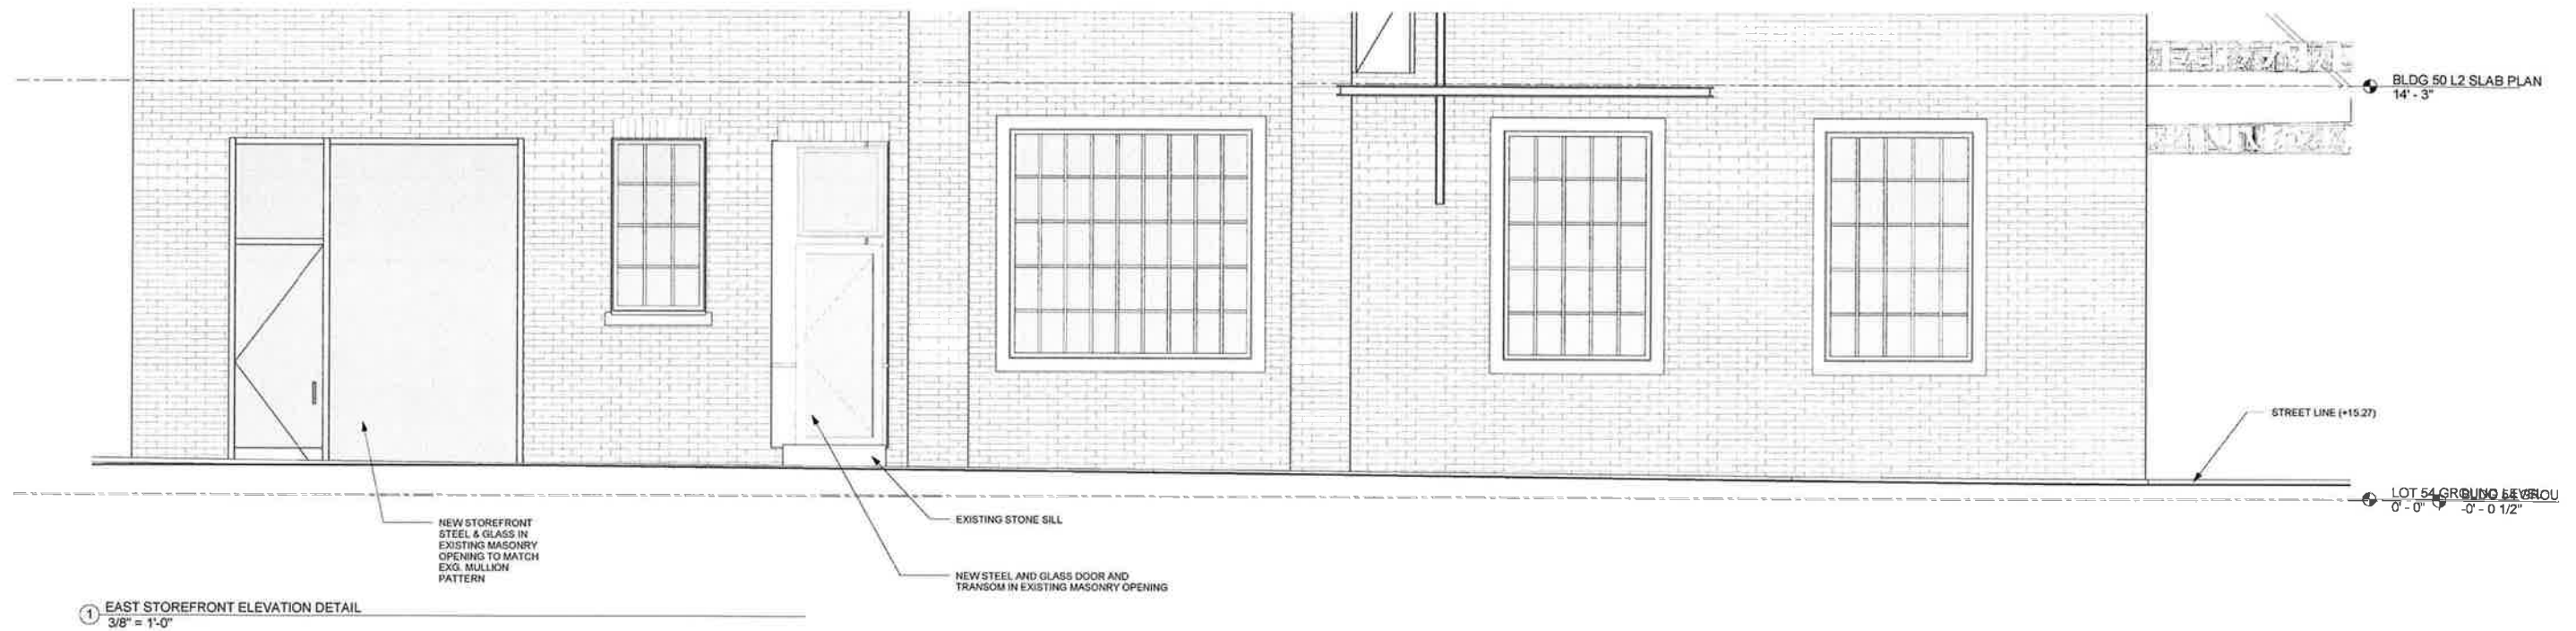 BLDG 50 L2 SLAB PLAN
14' - 3"
STREET LINE (+15.27)
LOT 54 GROUND LEVEL
0' - 0"
-0' - 0 1/2"
NEW STOREFRONT
STEEL & GLASS IN
EXISTING MASONRY
OPENING TO MATCH
EXG. MULLION
PATTERN
EXISTING STONE SILL
NEW STEEL AND GLASS DOOR AND
TRANSOM IN EXISTING MASONRY OPENING
1 EAST STOREFRONT ELEVATION DETAIL
3/8" = 1'-0"